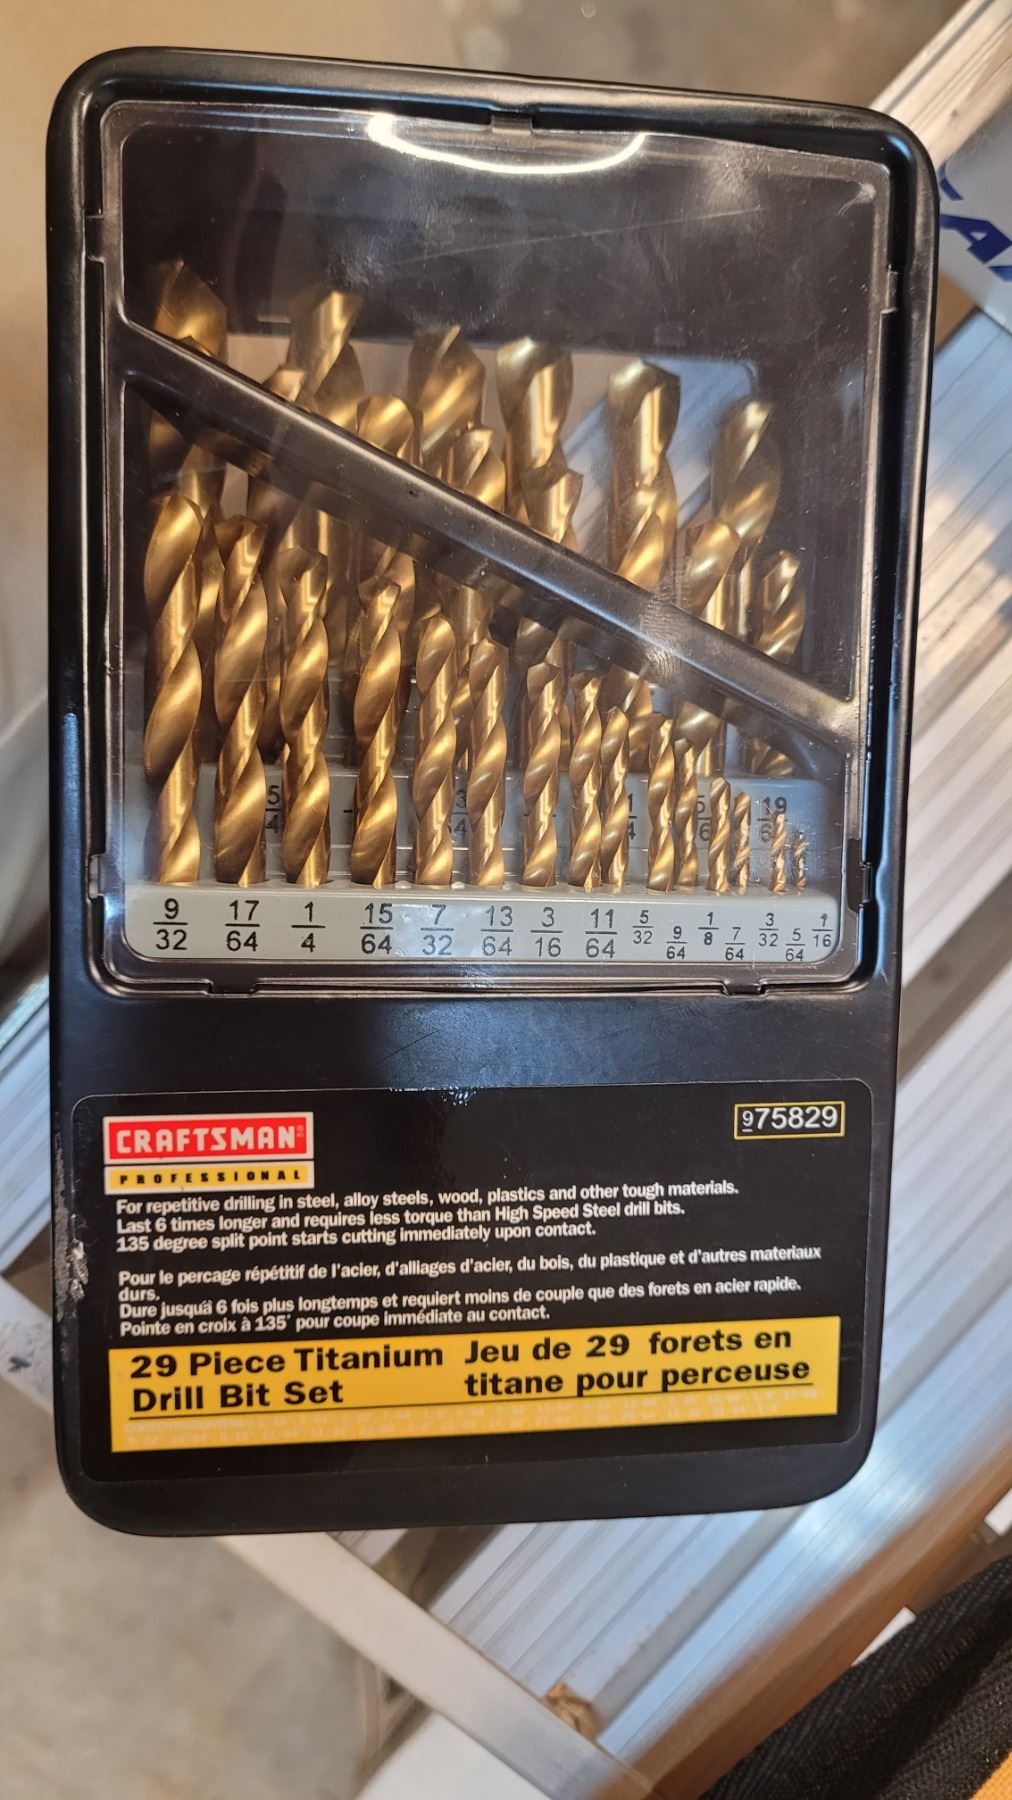 9/32 17/64 1/4 15/64 7/32 13/64 3/16 11/64 5/32 9/64 1/8 7/64 3/32 5/64 1/16
CRAFTSMAN
PROFESSIONAL
975829
For repetitive drilling in steel, alloy steels, wood, plastics and other tough materials.
Last 6 times longer and requires less torque than High Speed Steel drill bits.
135 degree split point starts cutting immediately upon contact.
Pour le percage répétitif de l'acier, d'alliages d'acier, du bois, du plastique et d'autres materiaux
durs.
Dure jusquá 6 fois plus longtemps et requiert moins de couple que des forets en acier rapide.
Pointe en croix à 135° pour coupe immédiate au contact.
29 Piece Titanium
Drill Bit Set
Jeu de 29 forets en
titane pour perceuse